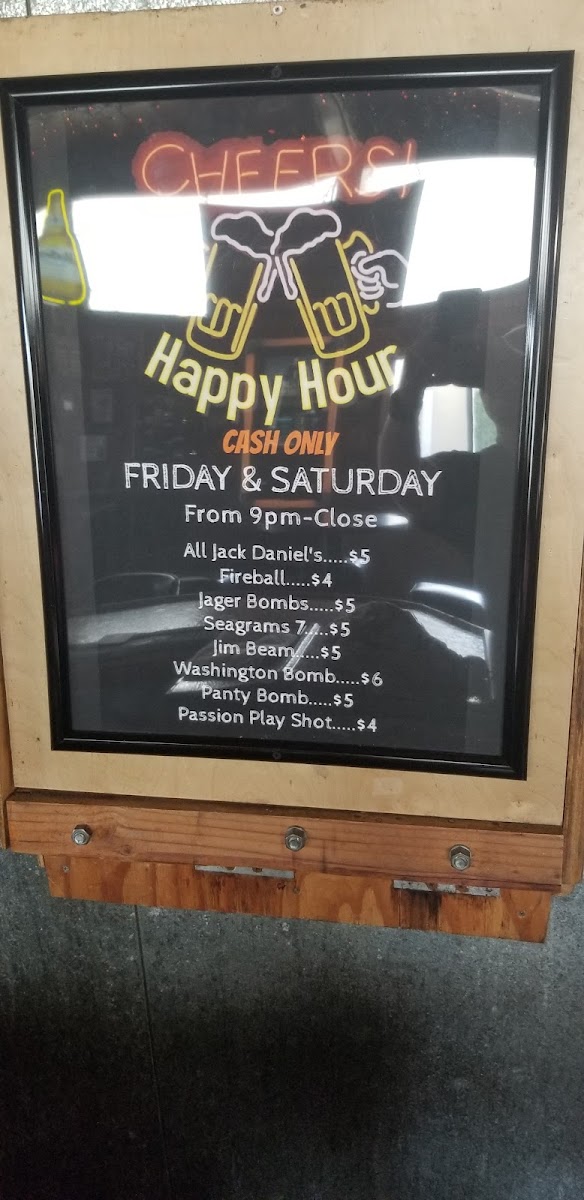 CHEERS!
Happy Hour
CASH ONLY
FRIDAY & SATURDAY
From 9pm-Close
All Jack Daniel's.....$5
Fireball.....$4
Jager Bombs.....$5
Seagrams 7.....$5
Jim Beam.....$5
Washington Bomb.....$6
Panty Bomb.....$5
Passion Play Shot.....$4